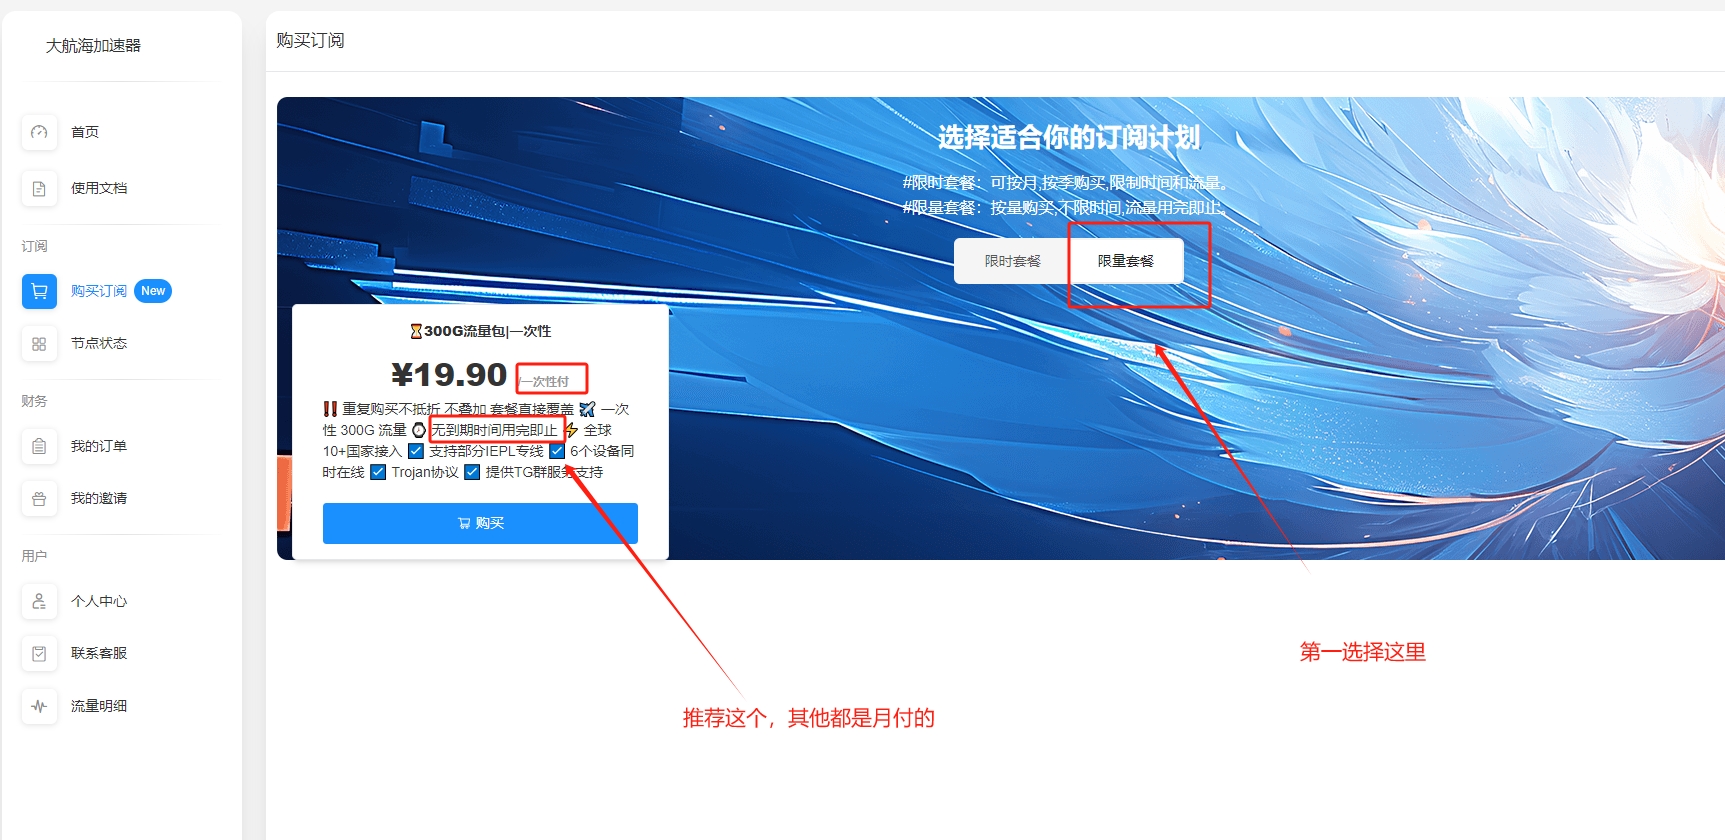 大航海加速器
首页
使用文档
订阅
购买订阅 New
节点状态
财务
我的订单
我的邀请
用户
个人中心
联系客服
流量明细
购买订阅
选择适合你的订阅计划
#限时套餐：可按月,按季购买,限制时间和流量。
#限量套餐：按量购买,不限时间,流量用完即止。
限时套餐 限量套餐
⌛300G流量包|一次性
¥19.90 /一次性付
‼️ 重复购买不抵折 不叠加 套餐直接覆盖 ✈️ 一次
性 300G 流量 ⌚ 无到期时间用完即止 ⚡ 全球
10+国家接入 ☑️ 支持部分IEPL专线 ☑️ 6个设备同
时在线 ☑️ Trojan协议 ☑️ 提供TG群服务支持
购买
第一选择这里
推荐这个，其他都是月付的